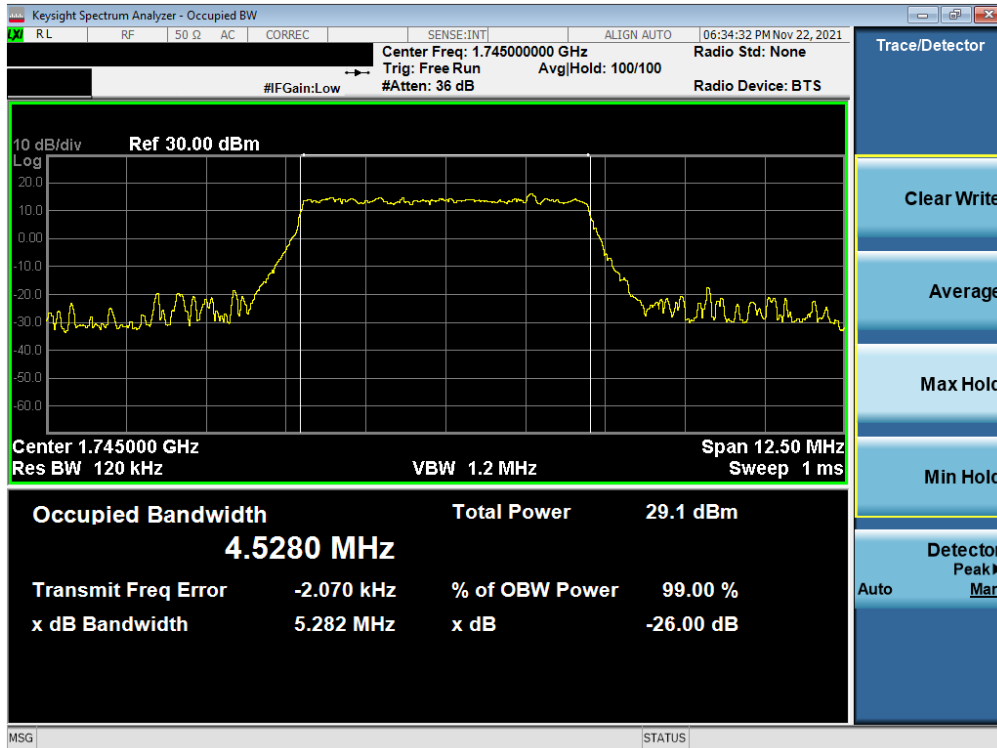 Keysight Spectrum Analyzer - Occupied BW
LXI RL RF 50 Ω AC CORREC SENSE:INT ALIGN AUTO 06:34:32 PM Nov 22, 2021
Center Freq: 1.745000000 GHz Radio Std: None
Trig: Free Run Avg|Hold: 100/100
#IFGain:Low #Atten: 36 dB Radio Device: BTS
10 dB/div Ref 30.00 dBm
Log
20.0
10.0
0.00
-10.0
-20.0
-30.0
-40.0
-50.0
-60.0
Center 1.745000 GHz Span 12.50 MHz
Res BW 120 kHz VBW 1.2 MHz Sweep 1 ms
Occupied Bandwidth Total Power 29.1 dBm
4.5280 MHz
Transmit Freq Error -2.070 kHz % of OBW Power 99.00 %
x dB Bandwidth 5.282 MHz x dB -26.00 dB
MSG STATUS
Trace/Detector
Clear Write
Average
Max Hold
Min Hold
Detector
Peak
Auto Man